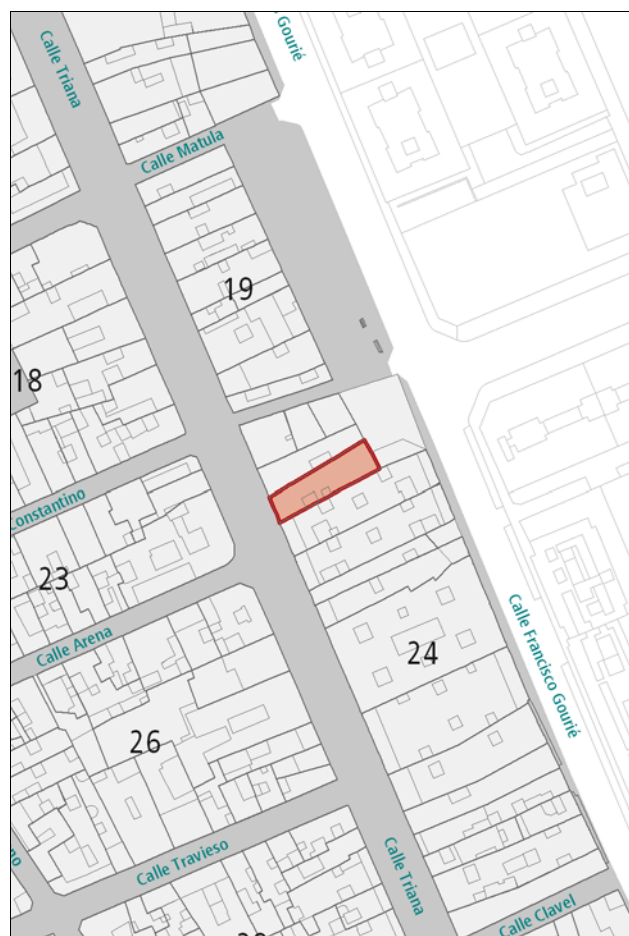 Gourié
Calle Triana
Calle Matula
19
18
Constantino
23
Calle Arena
24
Calle Francisco Gourié
26
Calle Travieso
Calle Triana
Calle Clavel